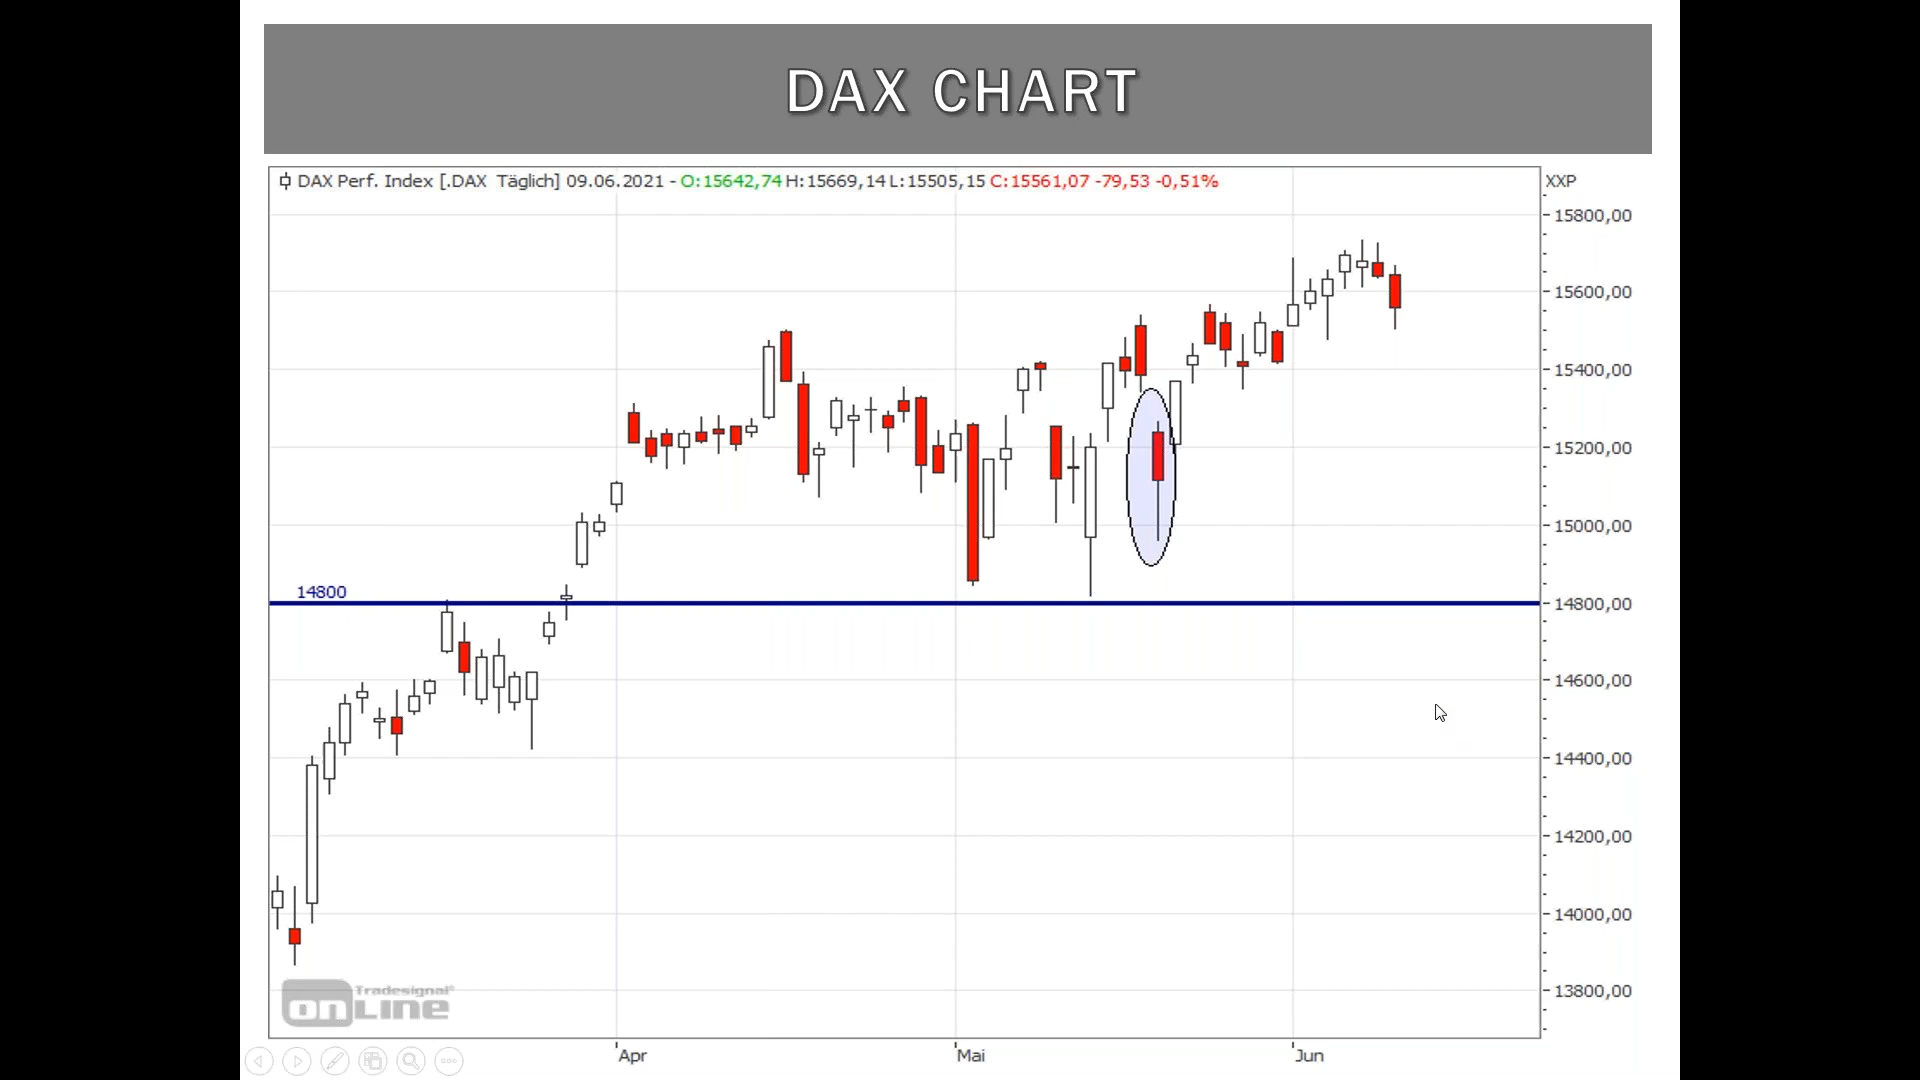 DAX CHART
DAX Perf. Index [.DAX Täglich] 09.06.2021 - O:15642,74 H:15669,14 L:15505,15 C:15561,07 -79,53 -0,51%
XXP
15800,00
15600,00
15400,00
15200,00
15000,00
14800
14800,00
14600,00
14400,00
14200,00
14000,00
13800,00
Tradesignal®
onLine
Apr
Mai
Jun